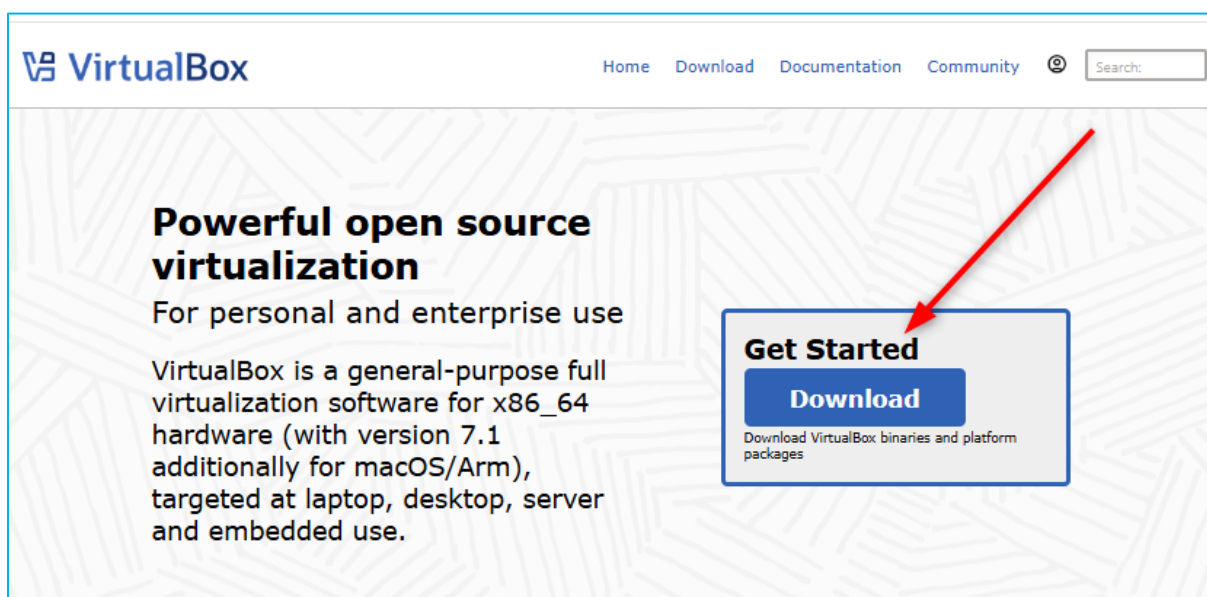 VirtualBox
Home Download Documentation Community Search:
Powerful open source
virtualization
For personal and enterprise use
VirtualBox is a general-purpose full
virtualization software for x86_64
hardware (with version 7.1
additionally for macOS/Arm),
targeted at laptop, desktop, server
and embedded use.
Get Started
Download
Download VirtualBox binaries and platform
packages